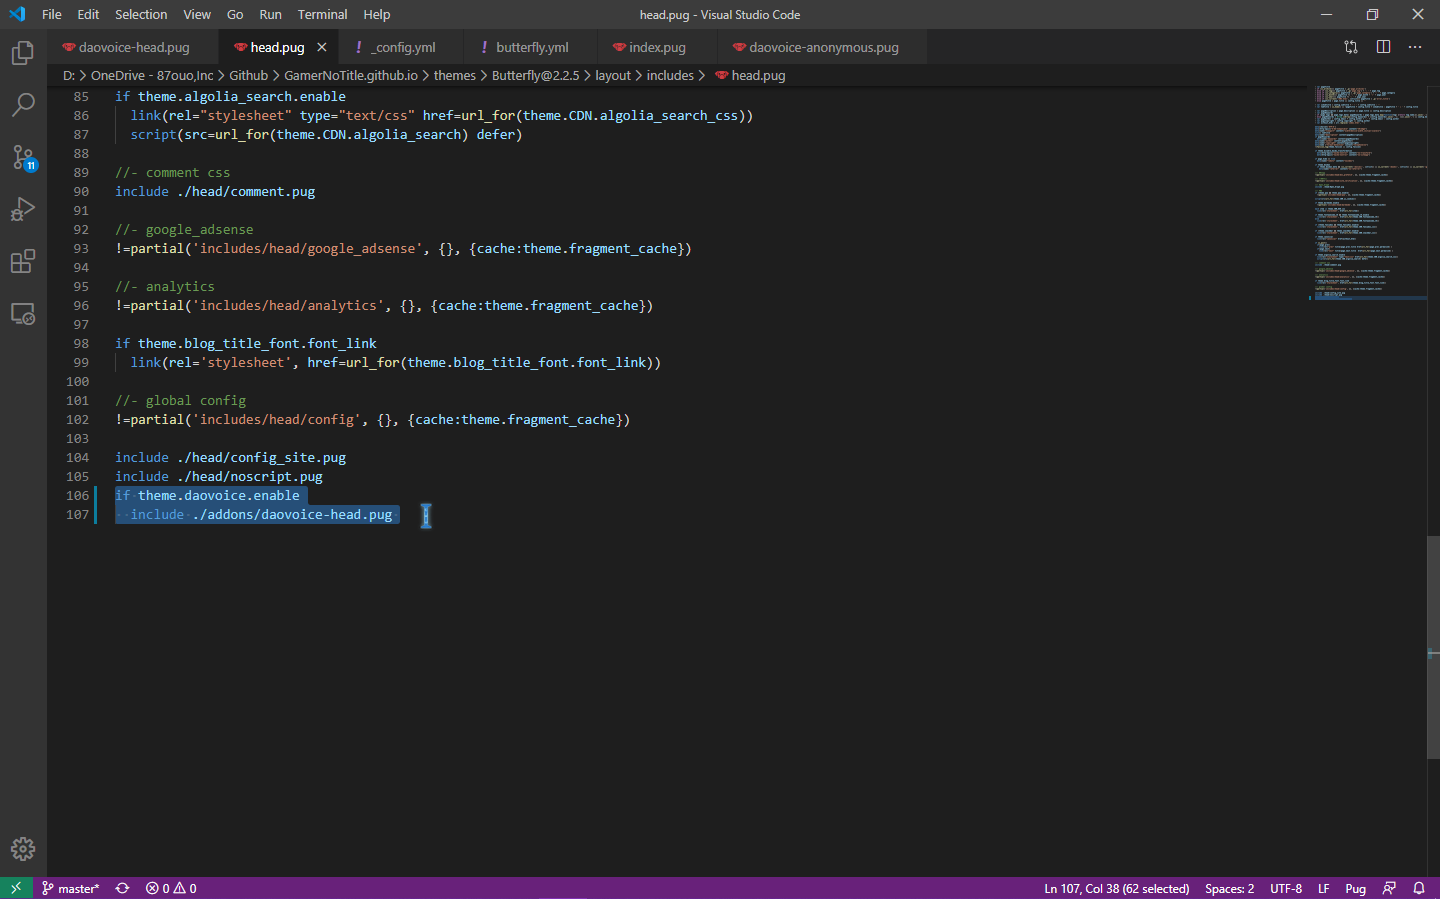 File Edit Selection View Go Run Terminal Help head.pug - Visual Studio Code
daovoice-head.pug head.pug ! _config.yml ! butterfly.yml index.pug daovoice-anonymous.pug
D: > OneDrive - 87ouo,Inc > Github > GamerNoTitle.github.io > themes > Butterfly@2.2.5 > layout > includes > head.pug
85 if theme.algolia_search.enable
86 link(rel="stylesheet" type="text/css" href=url_for(theme.CDN.algolia_search_css))
87 script(src=url_for(theme.CDN.algolia_search) defer)
88
89 //- comment css
90 include ./head/comment.pug
91
92 //- google_adsense
93 !=partial('includes/head/google_adsense', {}, {cache:theme.fragment_cache})
94
95 //- analytics
96 !=partial('includes/head/analytics', {}, {cache:theme.fragment_cache})
97
98 if theme.blog_title_font.font_link
99 link(rel='stylesheet', href=url_for(theme.blog_title_font.font_link))
100
101 //- global config
102 !=partial('includes/head/config', {}, {cache:theme.fragment_cache})
103
104 include ./head/config_site.pug
105 include ./head/noscript.pug
106 if theme.daovoice.enable
107 include ./addons/daovoice-head.pug
11
master* 0 0 Ln 107, Col 38 (62 selected) Spaces: 2 UTF-8 LF Pug